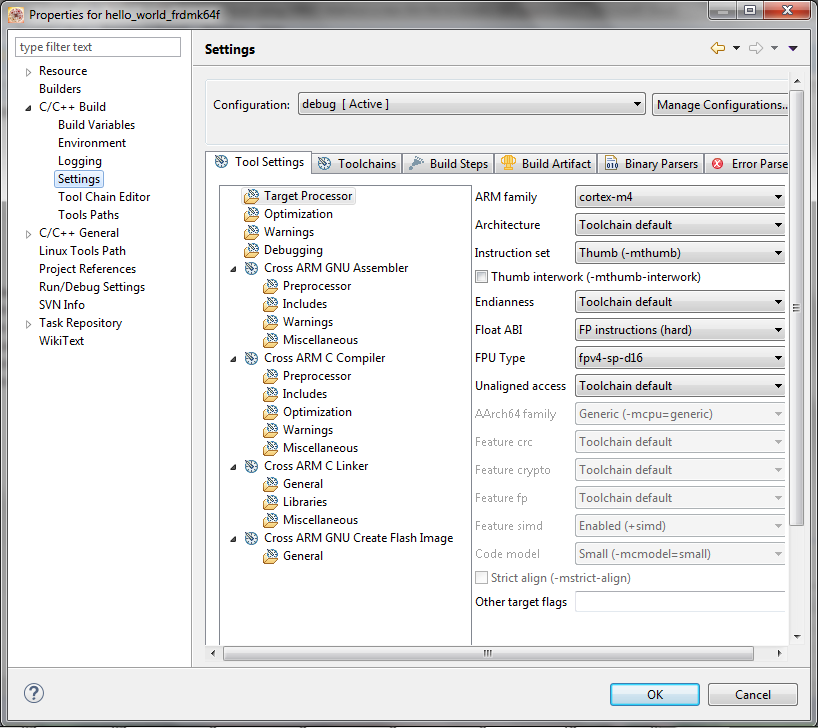 Properties for hello_world_frdmk64f
type filter text
Resource
Builders
C/C++ Build
Build Variables
Environment
Logging
Settings
Tool Chain Editor
Tools Paths
C/C++ General
Linux Tools Path
Project References
Run/Debug Settings
SVN Info
Task Repository
WikiText
Settings
Configuration: debug [ Active ] Manage Configurations..
Tool Settings Toolchains Build Steps Build Artifact Binary Parsers Error Parse
Target Processor
Optimization
Warnings
Debugging
Cross ARM GNU Assembler
Preprocessor
Includes
Warnings
Miscellaneous
Cross ARM C Compiler
Preprocessor
Includes
Optimization
Warnings
Miscellaneous
Cross ARM C Linker
General
Libraries
Miscellaneous
Cross ARM GNU Create Flash Image
General
ARM family cortex-m4
Architecture Toolchain default
Instruction set Thumb (-mthumb)
Thumb interwork (-mthumb-interwork)
Endianness Toolchain default
Float ABI FP instructions (hard)
FPU Type fpv4-sp-d16
Unaligned access Toolchain default
AArch64 family Generic (-mcpu=generic)
Feature crc Toolchain default
Feature crypto Toolchain default
Feature fp Toolchain default
Feature simd Enabled (+simd)
Code model Small (-mcmodel=small)
Strict align (-mstrict-align)
Other target flags
? OK Cancel